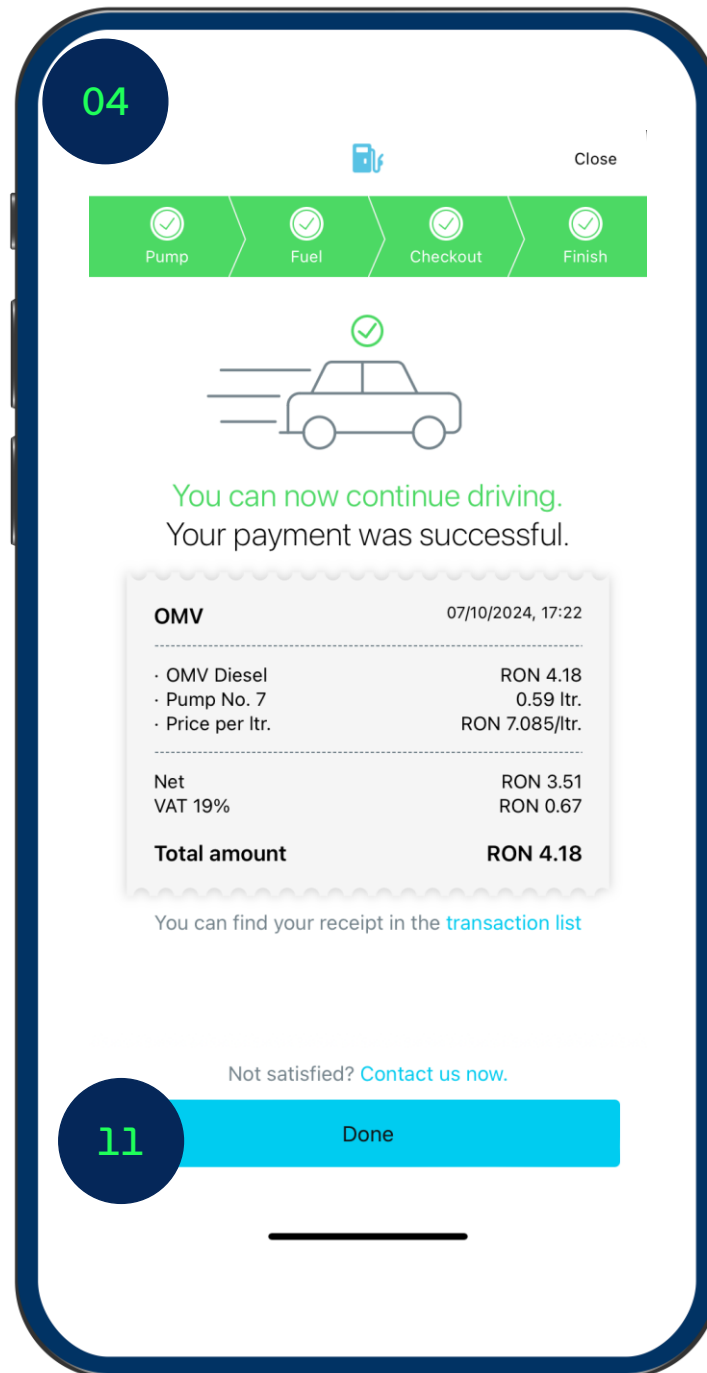 04
Close
Pump Fuel Checkout Finish
You can now continue driving.
Your payment was successful.
OMV 07/10/2024, 17:22
· OMV Diesel RON 4.18
· Pump No. 7 0.59 ltr.
· Price per ltr. RON 7.085/ltr.
Net RON 3.51
VAT 19% RON 0.67
Total amount RON 4.18
You can find your receipt in the transaction list
Not satisfied? Contact us now.
11 Done